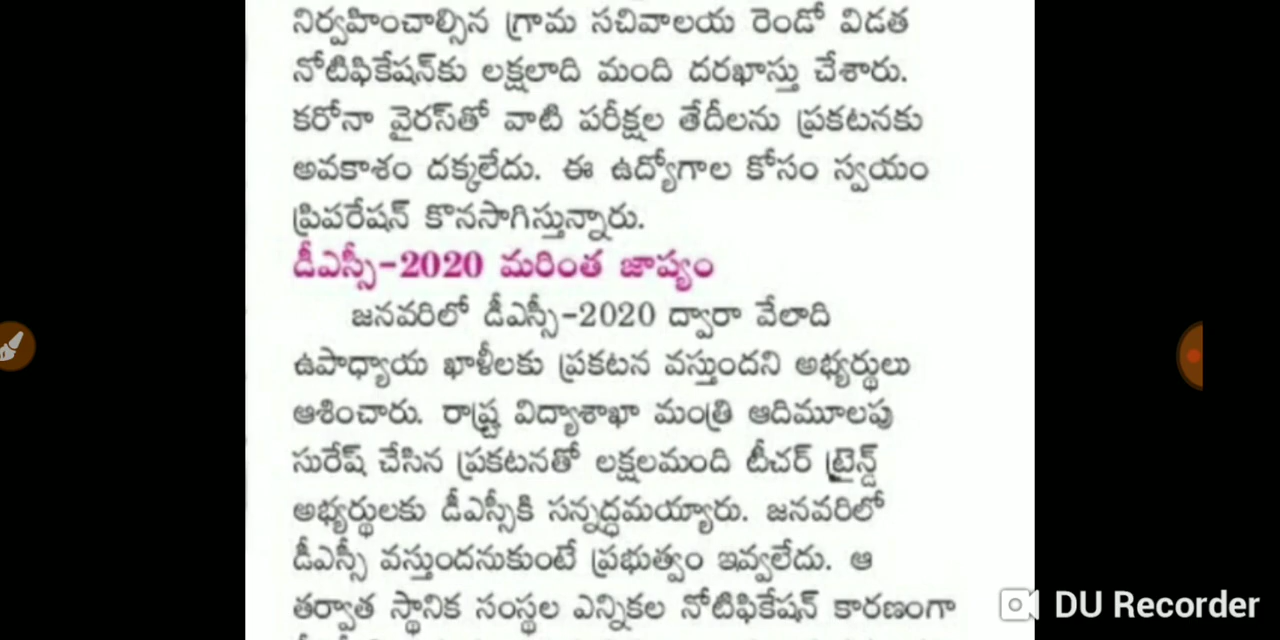 నిర్వహించాల్సిన గ్రామ సచివాలయ రెండో విడత
నోటిఫికేషన్‌కు లక్షలాది మంది దరఖాస్తు చేశారు.
కరోనా వైరస్‌తో వాటి పరీక్షల తేదీలను ప్రకటనకు
అవకాశం దక్కలేదు. ఈ ఉద్యోగాల కోసం స్వయం
ప్రిపరేషన్ కొనసాగిస్తున్నారు.
డీఎస్సీ-2020 మరింత జాప్యం
జనవరిలో డీఎస్సీ-2020 ద్వారా వేలాది
ఉపాధ్యాయ ఖాళీలకు ప్రకటన వస్తుందని అభ్యర్థులు
ఆశించారు. రాష్ట్ర విద్యాశాఖా మంత్రి ఆదిమూలపు
సురేష్ చేసిన ప్రకటనతో లక్షలమంది టీచర్ ట్రైన్డ్
అభ్యర్థులకు డీఎస్సీకి సన్నద్ధమయ్యారు. జనవరిలో
డీఎస్సీ వస్తుందనుకుంటే ప్రభుత్వం ఇవ్వలేదు. ఆ
తర్వాత స్థానిక సంస్థల ఎన్నికల నోటిఫికేషన్ కారణంగా
DU Recorder